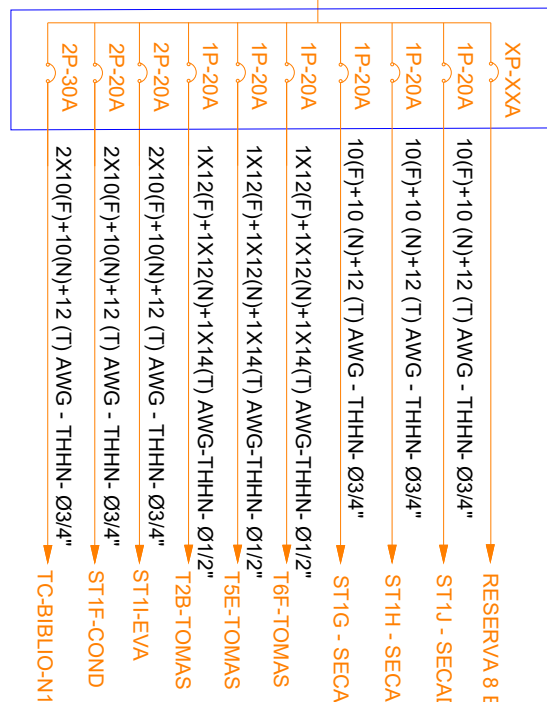 XP-XXA RESERVA 8 E
1P-20A 10(F)+10 (N)+12 (T) AWG - THHN- Ø3/4" ST1J - SECAD
1P-20A 10(F)+10 (N)+12 (T) AWG - THHN- Ø3/4" ST1H - SECA
1P-20A 10(F)+10 (N)+12 (T) AWG - THHN- Ø3/4" ST1G - SECA
1P-20A 1X12(F)+1X12(N)+1X14(T) AWG-THHN- Ø1/2" T6F-TOMAS
1P-20A 1X12(F)+1X12(N)+1X14(T) AWG-THHN- Ø1/2" T5E-TOMAS
1P-20A 1X12(F)+1X12(N)+1X14(T) AWG-THHN- Ø1/2" T2B-TOMAS
2P-20A 2X10(F)+10(N)+12 (T) AWG - THHN- Ø3/4" ST1I-EVA
2P-20A 2X10(F)+10(N)+12 (T) AWG - THHN- Ø3/4" ST1F-COND
2P-30A 2X10(F)+10(N)+12 (T) AWG - THHN- Ø3/4" TC-BIBLIO-N1